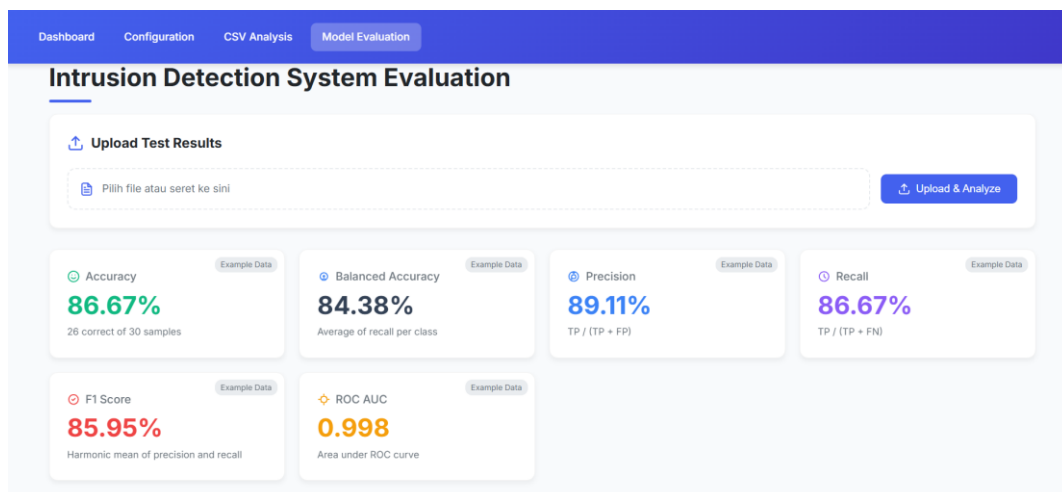 Dashboard Configuration CSV Analysis Model Evaluation
Intrusion Detection System Evaluation
Upload Test Results
Pilih file atau seret ke sini
Upload & Analyze
Example Data
Accuracy
86.67%
26 correct of 30 samples
Example Data
Balanced Accuracy
84.38%
Average of recall per class
Example Data
Precision
89.11%
TP / (TP + FP)
Example Data
Recall
86.67%
TP / (TP + FN)
Example Data
F1 Score
85.95%
Harmonic mean of precision and recall
Example Data
ROC AUC
0.998
Area under ROC curve